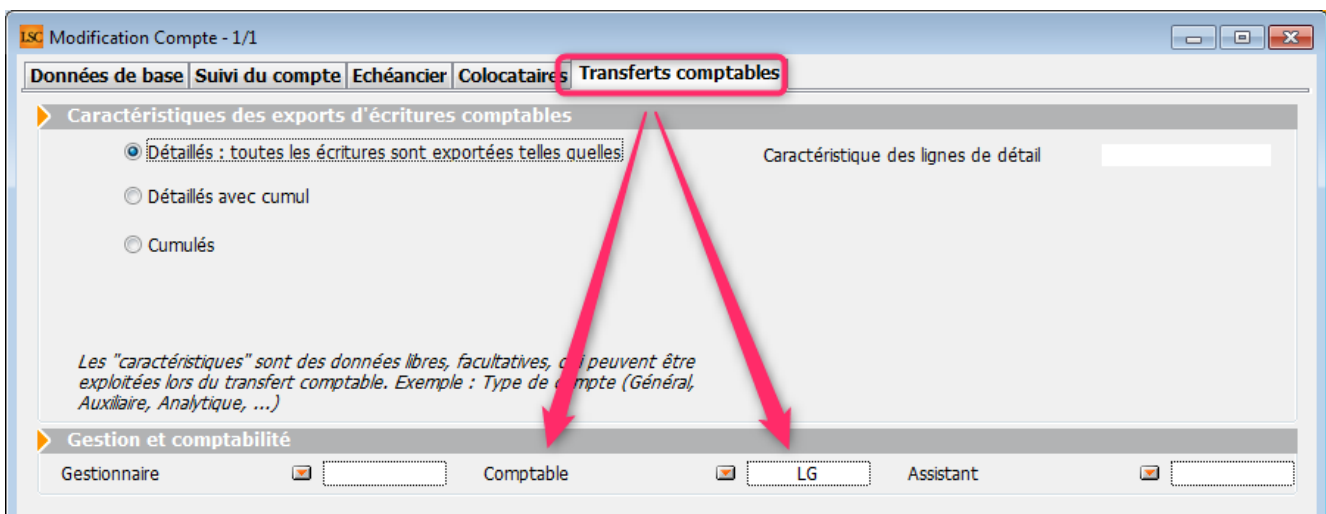 LSC Modification Compte - 1/1
Données de base Suivi du compte Echéancier Colocataires Transferts comptables
Caractéristiques des exports d'écritures comptables
Détaillés : toutes les écritures sont exportées telles quelles Caractéristique des lignes de détail
Détaillés avec cumul
Cumulés
Les "caractéristiques" sont des données libres, facultatives, qui peuvent être
exploitées lors du transfert comptable. Exemple : Type de compte (Général,
Auxiliaire, Analytique, ...)
Gestion et comptabilité
Gestionnaire Comptable LG Assistant